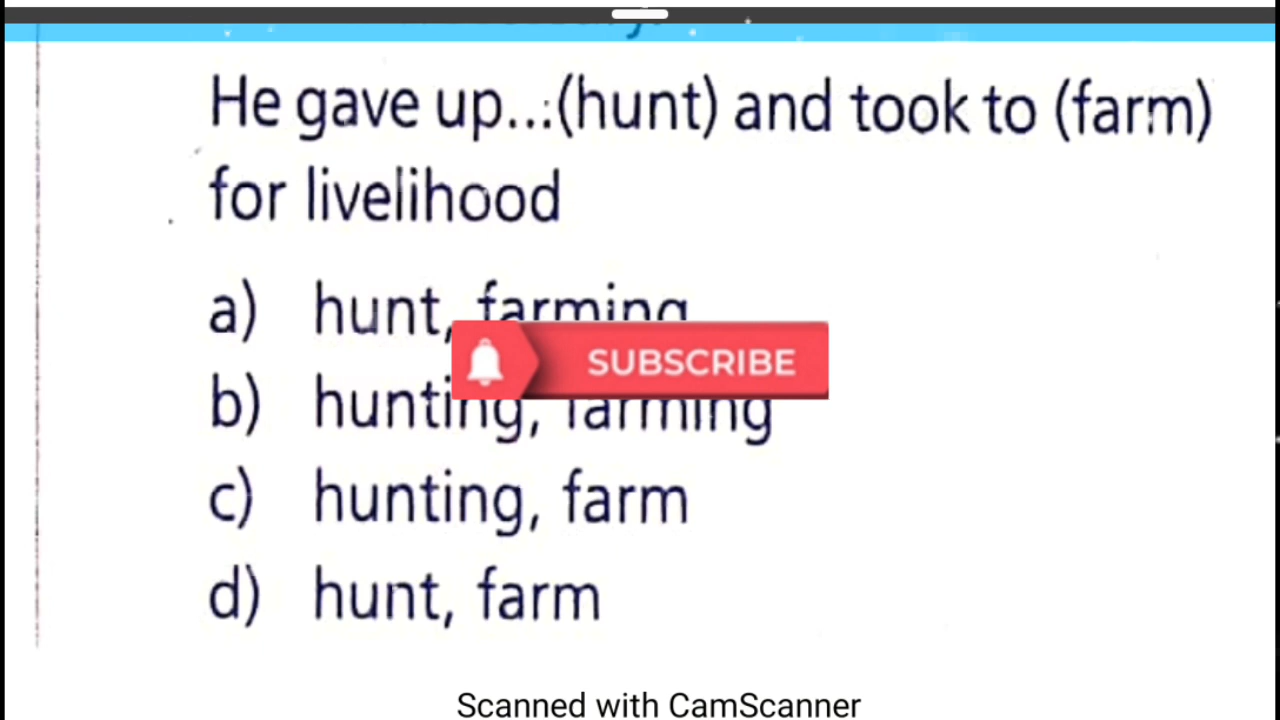 He gave up...:(hunt) and took to (farm)
for livelihood
a) hunt, farming
SUBSCRIBE
b) hunting, farming
c) hunting, farm
d) hunt, farm
Scanned with CamScanner